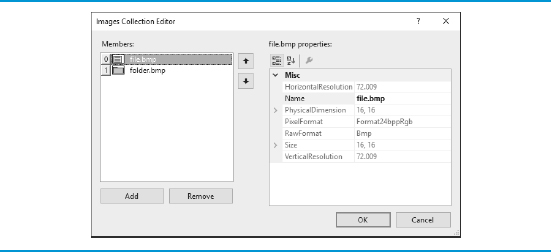 Images Collection Editor
Members:
0 file.bmp
1 folder.bmp
Add
Remove
file.bmp properties:
Misc
HorizontalResolution 72.009
Name file.bmp
PhysicalDimension 16, 16
PixelFormat Format24bppRgb
RawFormat Bmp
Size 16, 16
VerticalResolution 72.009
OK
Cancel